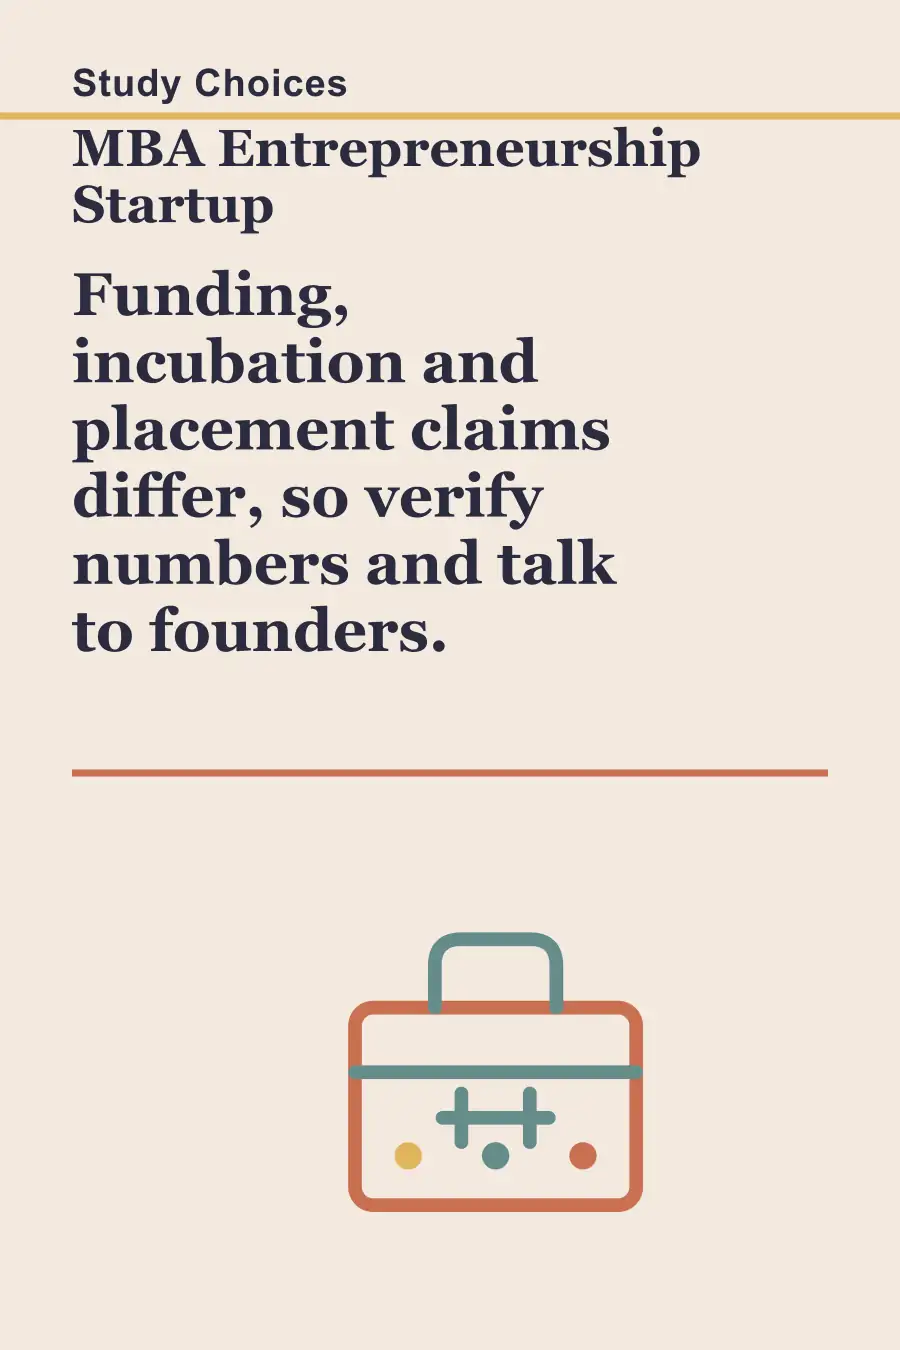 Study Choices
MBA Entrepreneurship
Startup
Funding,
incubation and
placement claims
differ, so verify
numbers and talk
to founders.